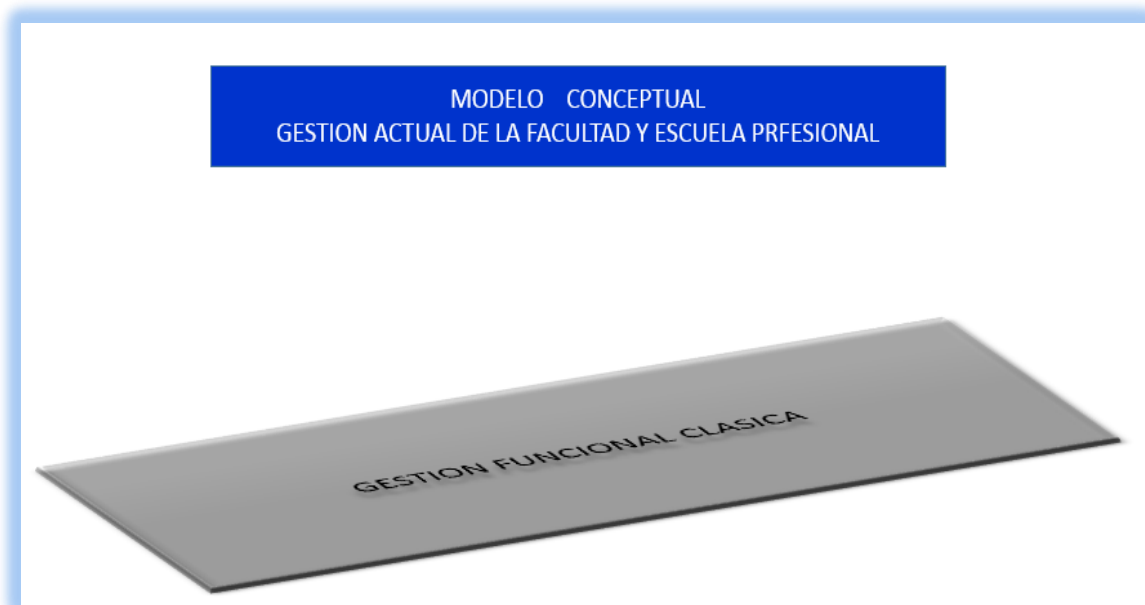 MODELO CONCEPTUAL
GESTION ACTUAL DE LA FACULTAD Y ESCUELA PRFESIONAL
GESTION FUNCIONAL CLASICA